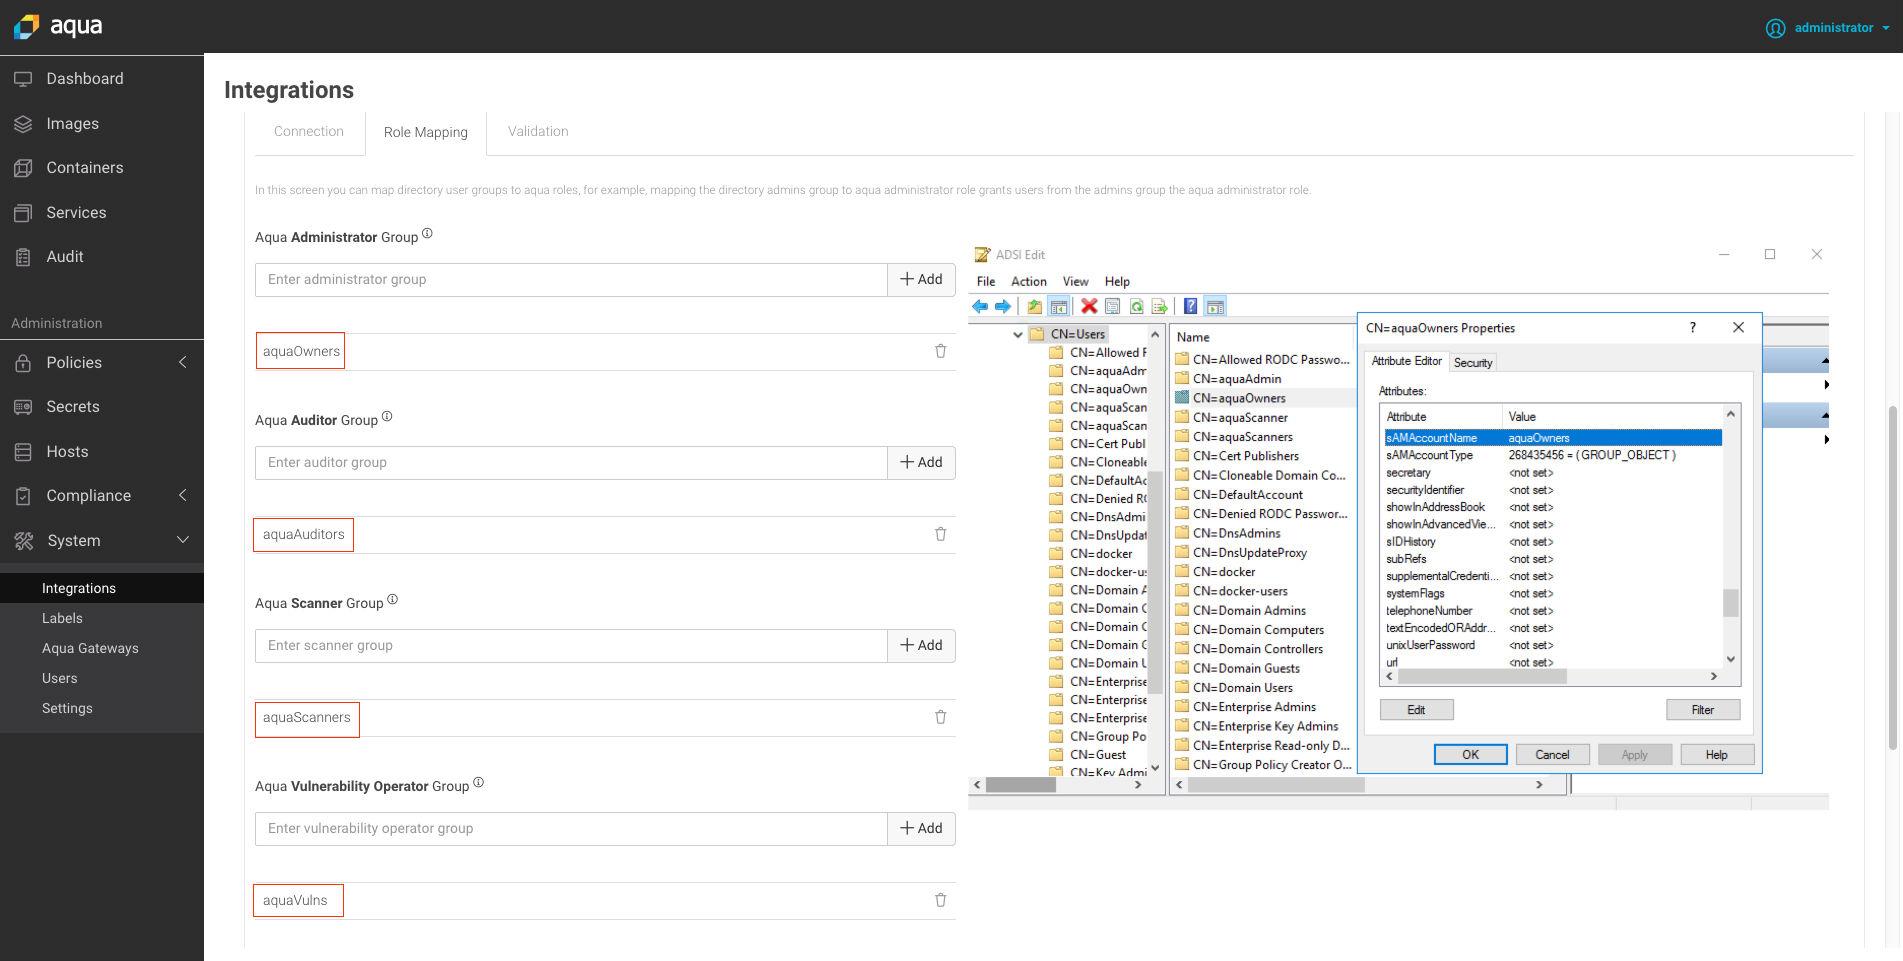 aqua
administrator
Dashboard
Images
Containers
Services
Audit
Administration
Policies
Secrets
Hosts
Compliance
System
Integrations
Labels
Aqua Gateways
Users
Settings
Integrations
Connection
Role Mapping
Validation
In this screen you can map directory user groups to aqua roles, for example, mapping the directory admins group to aqua administrator role grants users from the admins group the aqua administrator role.
Aqua Administrator Group
Enter administrator group
+ Add
aquaOwners
Aqua Auditor Group
Enter auditor group
+ Add
aquaAuditors
Aqua Scanner Group
Enter scanner group
+ Add
aquaScanners
Aqua Vulnerability Operator Group
Enter vulnerability operator group
+ Add
aquaVulns
ADSI Edit
File Action View Help
CN=Users
CN=Allowed F
CN=aquaAdm
CN=aquaOwn
CN=aquaScan
CN=aquaScan
CN=Cert Publ
CN=Cloneable
CN=DefaultAc
CN=Denied RO
CN=DnsAdmi
CN=DnsUpdat
CN=docker
CN=docker-us
CN=Domain A
CN=Domain C
CN=Domain C
CN=Domain G
CN=Domain U
CN=Enterprise
CN=Enterprise
CN=Enterprise
CN=Group Po
CN=Guest
CN=Key Admi
Name
CN=Allowed RODC Passwo...
CN=aquaAdmin
CN=aquaOwners
CN=aquaScanner
CN=aquaScanners
CN=Cert Publishers
CN=Cloneable Domain Co...
CN=DefaultAccount
CN=Denied RODC Passwor...
CN=DnsAdmins
CN=DnsUpdateProxy
CN=docker
CN=docker-users
CN=Domain Admins
CN=Domain Computers
CN=Domain Controllers
CN=Domain Guests
CN=Domain Users
CN=Enterprise Admins
CN=Enterprise Key Admins
CN=Enterprise Read-only D...
CN=Group Policy Creator O...
CN=aquaOwners Properties
?
Attribute Editor
Security
Attributes:
Attribute Value
sAMAccountName aquaOwners
sAMAccountType 268435456 = ( GROUP_OBJECT )
secretary <not set>
securityIdentifier <not set>
showInAddressBook <not set>
showInAdvancedVie... <not set>
sIDHistory <not set>
subRefs <not set>
supplementalCredenti... <not set>
systemFlags <not set>
telephoneNumber <not set>
textEncodedORAddr... <not set>
unixUserPassword <not set>
url <not set>
Edit
Filter
OK
Cancel
Apply
Help